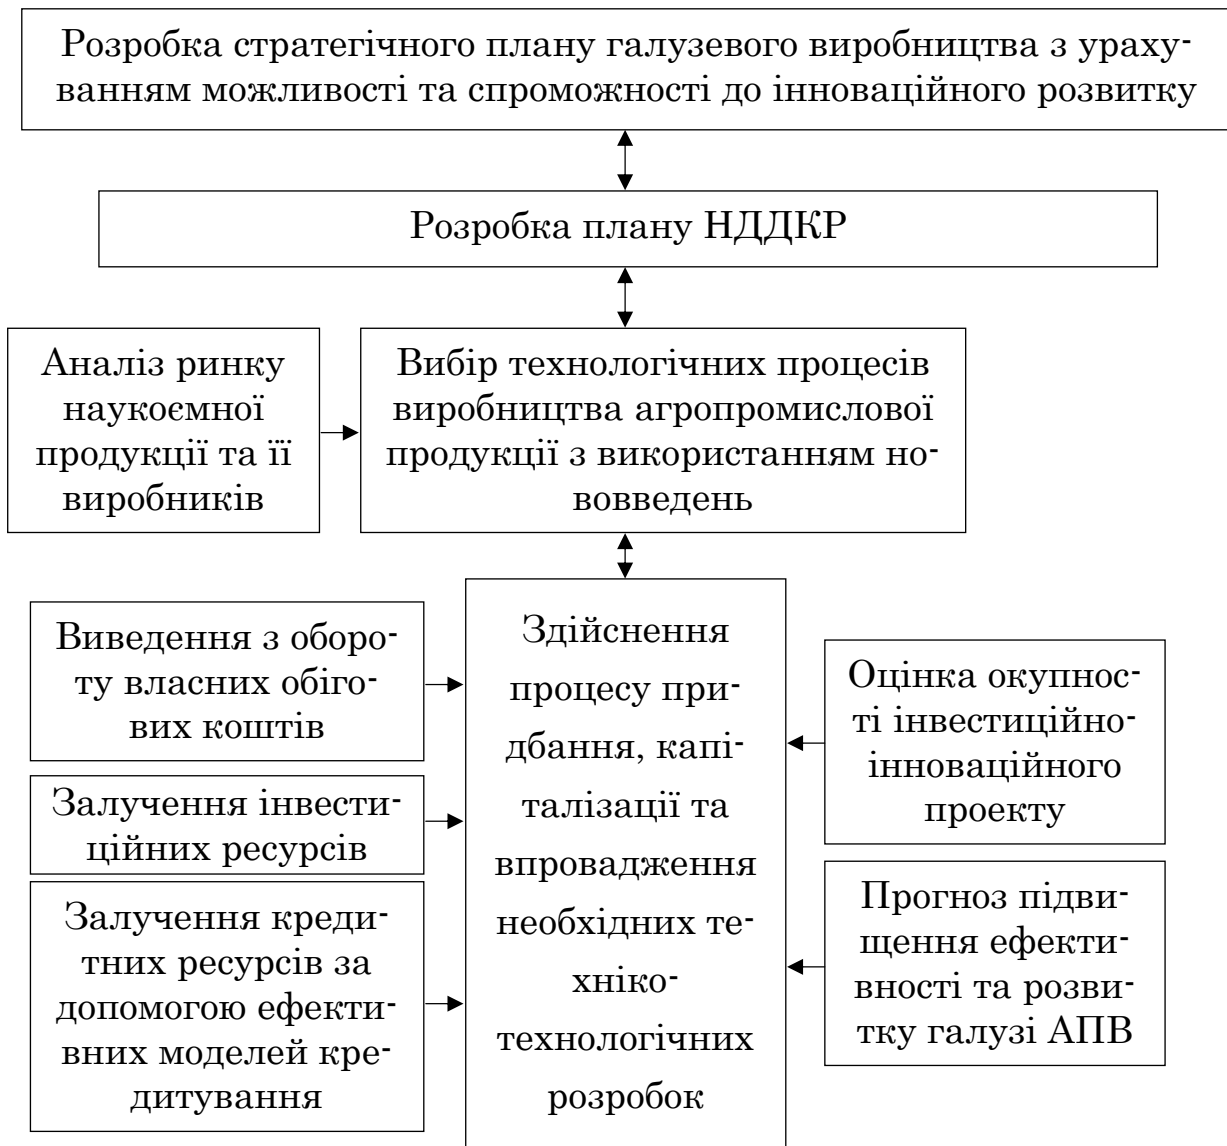 Розробка стратегічного плану галузевого виробництва зураху-
ванням можливості та спроможності до інноваційного розвитку
Розробка плану НДДКР
Аналіз ринку
наукоємної
продукції та її
виробників
Вибір технологічних процесів
виробництва агропромислової
продукції з використанням но-
вовведень
Виведення з оборо-
ту власних обіго-
вих коштів
Залучення інвести-
ційних ресурсів
Залучення креди-
тних ресурсів за
допомогою ефекти-
вних моделей кре-
дитування
Здійснення
процесу при-
дбання, капі-
талізації та
впровадження
необхідних те-
хніко-
технологічних
розробок
Оцінка окупнос-
ті інвестиційно-
інноваційного
проекту
Прогноз підви-
щення ефекти-
вності та розви-
тку галузі АПВ